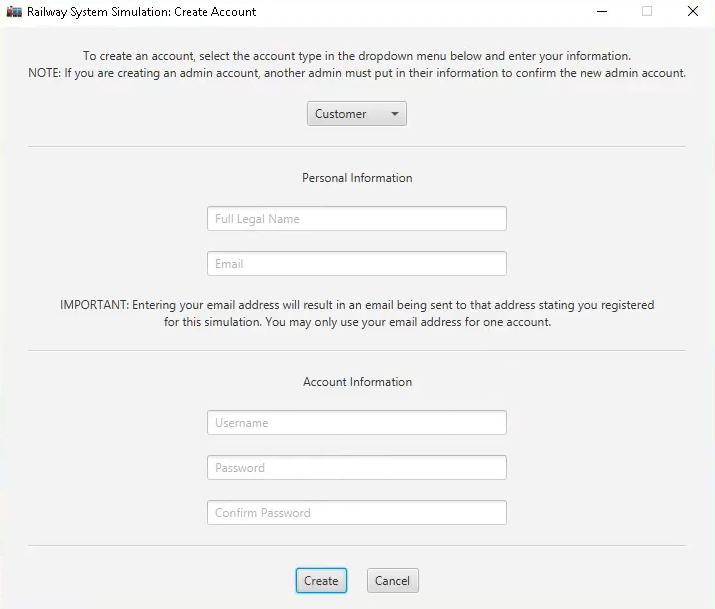 Railway System Simulation: Create Account
To create an account, select the account type in the dropdown menu below and enter your information.
NOTE: If you are creating an admin account, another admin must put in their information to confirm the new admin account.
Customer
Personal Information
Full Legal Name
Email
IMPORTANT: Entering your email address will result in an email being sent to that address stating you registered
for this simulation. You may only use your email address for one account.
Account Information
Username
Password
Confirm Password
Create
Cancel